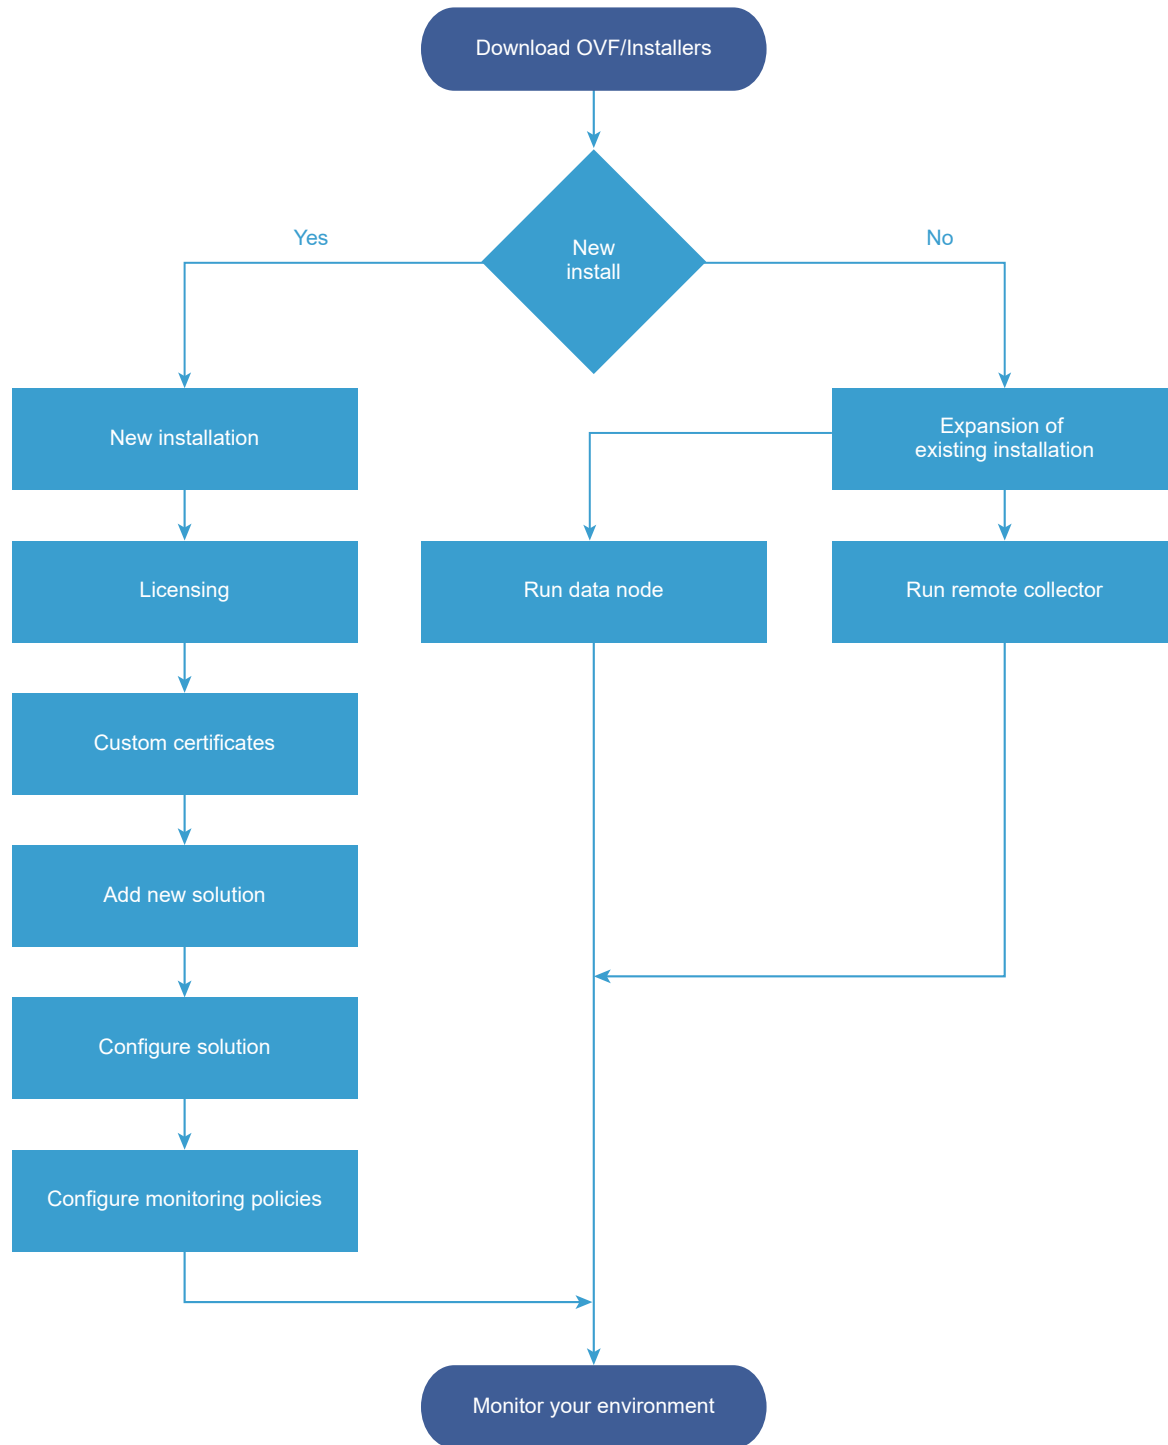 Download OVF/Installers
Yes
New
install
No
New installation
Expansion of
existing installation
Licensing
Run data node
Run remote collector
Custom certificates
Add new solution
Configure solution
Configure monitoring policies
Monitor your environment